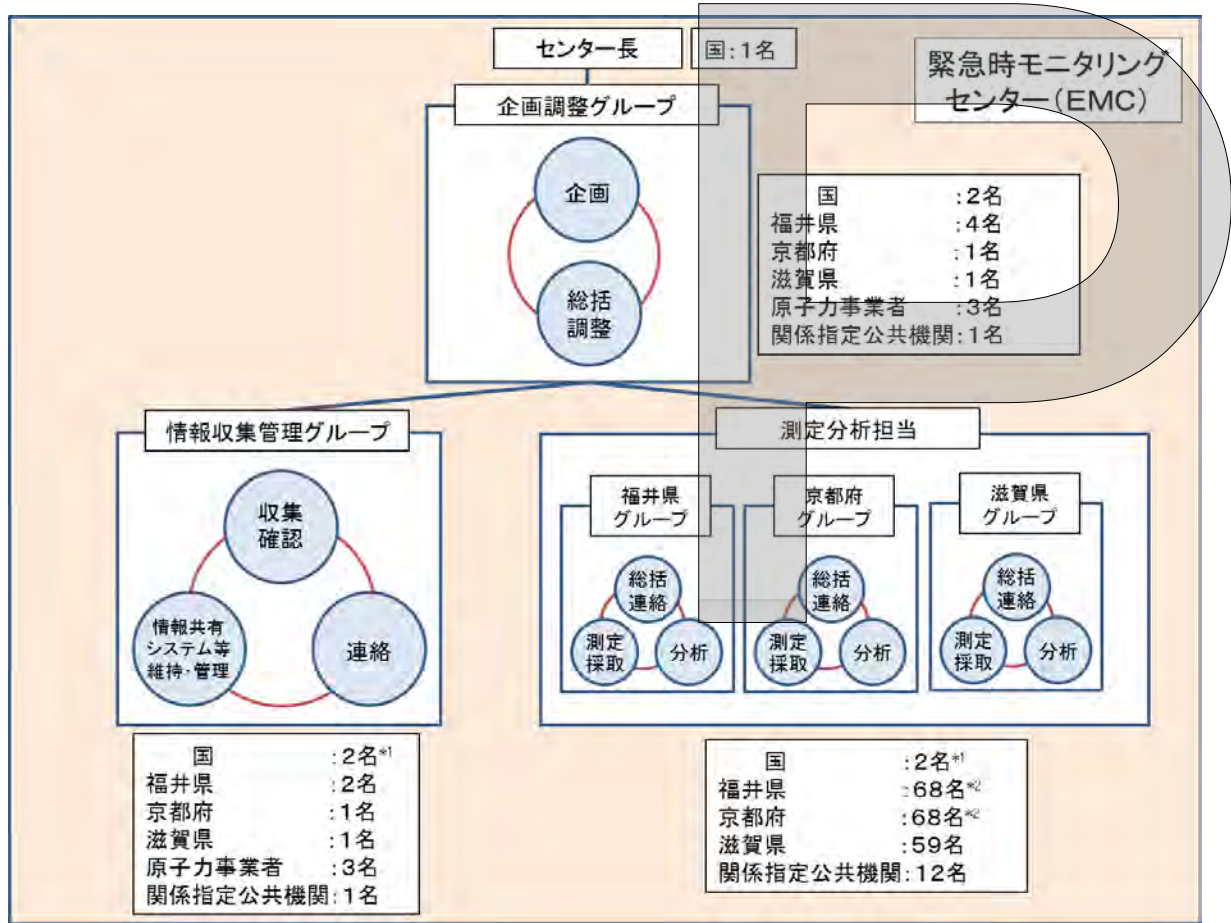 センター長
国:1名
緊急時モニタリング
センター(EMC)
企画調整グループ
企画
総括
調整
国:2名
福井県:4名
京都府:1名
滋賀県:1名
原子力事業者:3名
関係指定公共機関:1名
情報収集管理グループ
収集
確認
情報共有
システム等
維持・管理
連絡
国:2名*1
福井県:2名
京都府:1名
滋賀県:1名
原子力事業者:3名
関係指定公共機関:1名
測定分析担当
福井県
グループ
総括
連絡
測定
採取
分析
京都府
グループ
総括
連絡
測定
採取
分析
滋賀県
グループ
総括
連絡
測定
採取
分析
国:2名*1
福井県:68名*2
京都府:68名*2
滋賀県:59名
関係指定公共機関:12名